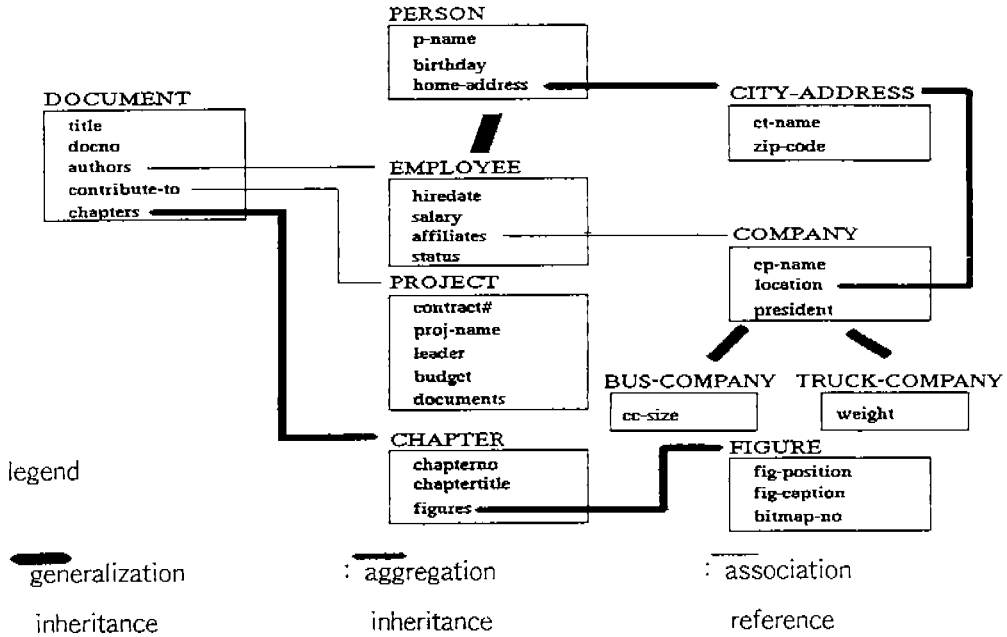 PERSON
p-name
birthday
home-address
DOCUMENT
title
docno
authors
contribute-to
chapters
CITY-ADDRESS
ct-name
zip-code
EMPLOYEE
hiredate
salary
affiliates
status
COMPANY
cp-name
location
president
PROJECT
contract#
proj-name
leader
budget
documents
BUS-COMPANY
cc-size
TRUCK-COMPANY
weight
CHAPTER
chapterno
chaptertitle
figures
FIGURE
fig-position
fig-caption
bitmap-no
legend
generalization
inheritance
: aggregation
inheritance
: association
reference